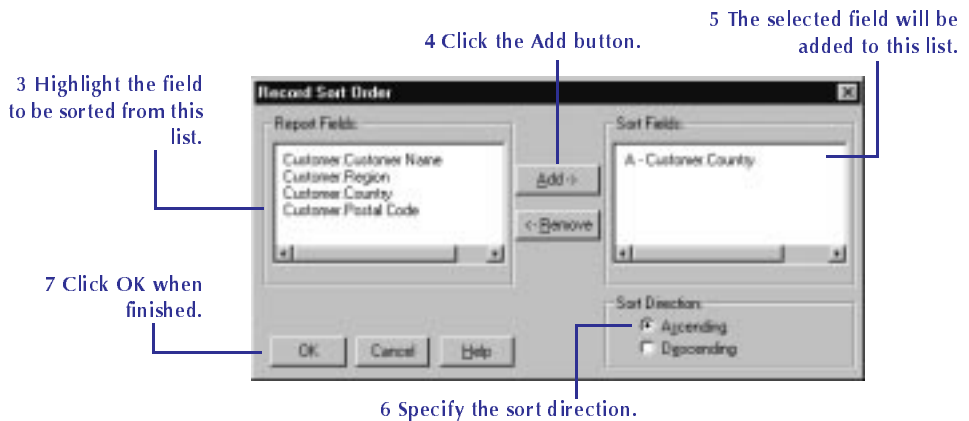 5 The selected field will be
added to this list.
4 Click the Add button.
3 Highlight the field
to be sorted from this
list.
Record Sort Order
Report Fields:
Customer.Customer Name
Customer.Region
Customer.Country
Customer.Postal Code
Add ->
<- Remove
Sort Fields:
A - Customer.Country
7 Click OK when
finished.
Sort Direction:
Ascending
Descending
OK Cancel Help
6 Specify the sort direction.